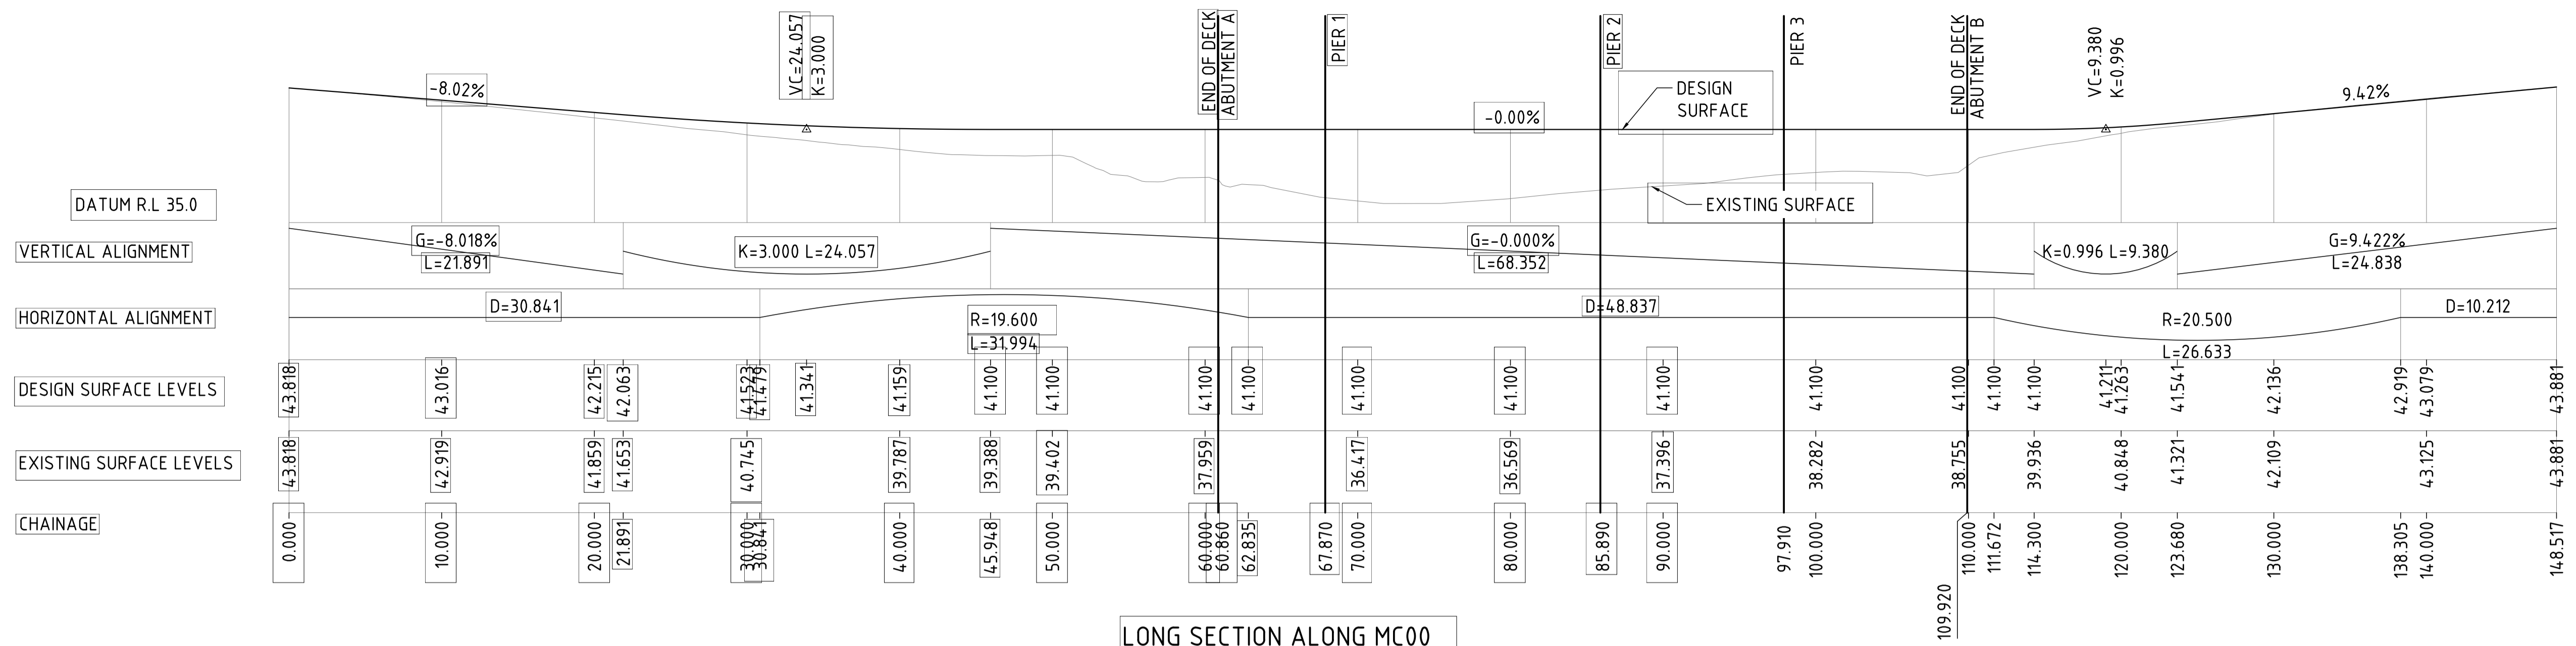 VC=24.057
K=3.000
END OF DECK
ABUTMENT A
PIER 1
PIER 2
PIER 3
END OF DECK
ABUTMENT B
VC=9.380
K=0.996
-8.02%
-0.00%
DESIGN
SURFACE
9.42%
DATUM R.L 35.0
EXISTING SURFACE
VERTICAL ALIGNMENT
G=-8.018%
L=21.891
K=3.000 L=24.057
G=-0.000%
L=68.352
K=0.996 L=9.380
G=9.422%
L=24.838
HORIZONTAL ALIGNMENT
D=30.841
R=19.600
L=31.994
D=48.837
R=20.500
L=26.633
D=10.212
DESIGN SURFACE LEVELS
43.818
43.016
42.215
42.063
41.523
41.479
41.341
41.159
41.100
41.100
41.100
41.100
41.100
41.100
41.100
41.100
41.100
41.100
41.100
41.211
41.263
41.541
42.136
42.919
43.079
43.881
EXISTING SURFACE LEVELS
43.818
42.919
41.859
41.653
40.745
39.787
39.388
39.402
37.959
36.417
36.569
37.396
38.282
38.755
39.936
40.848
41.321
42.109
43.125
43.881
CHAINAGE
0.000
10.000
20.000
21.891
30.000
30.841
40.000
45.948
50.000
60.000
60.860
62.835
67.870
70.000
80.000
85.890
90.000
97.910
100.000
109.920
110.000
111.672
114.300
120.000
123.680
130.000
138.305
140.000
148.517
LONG SECTION ALONG MC00